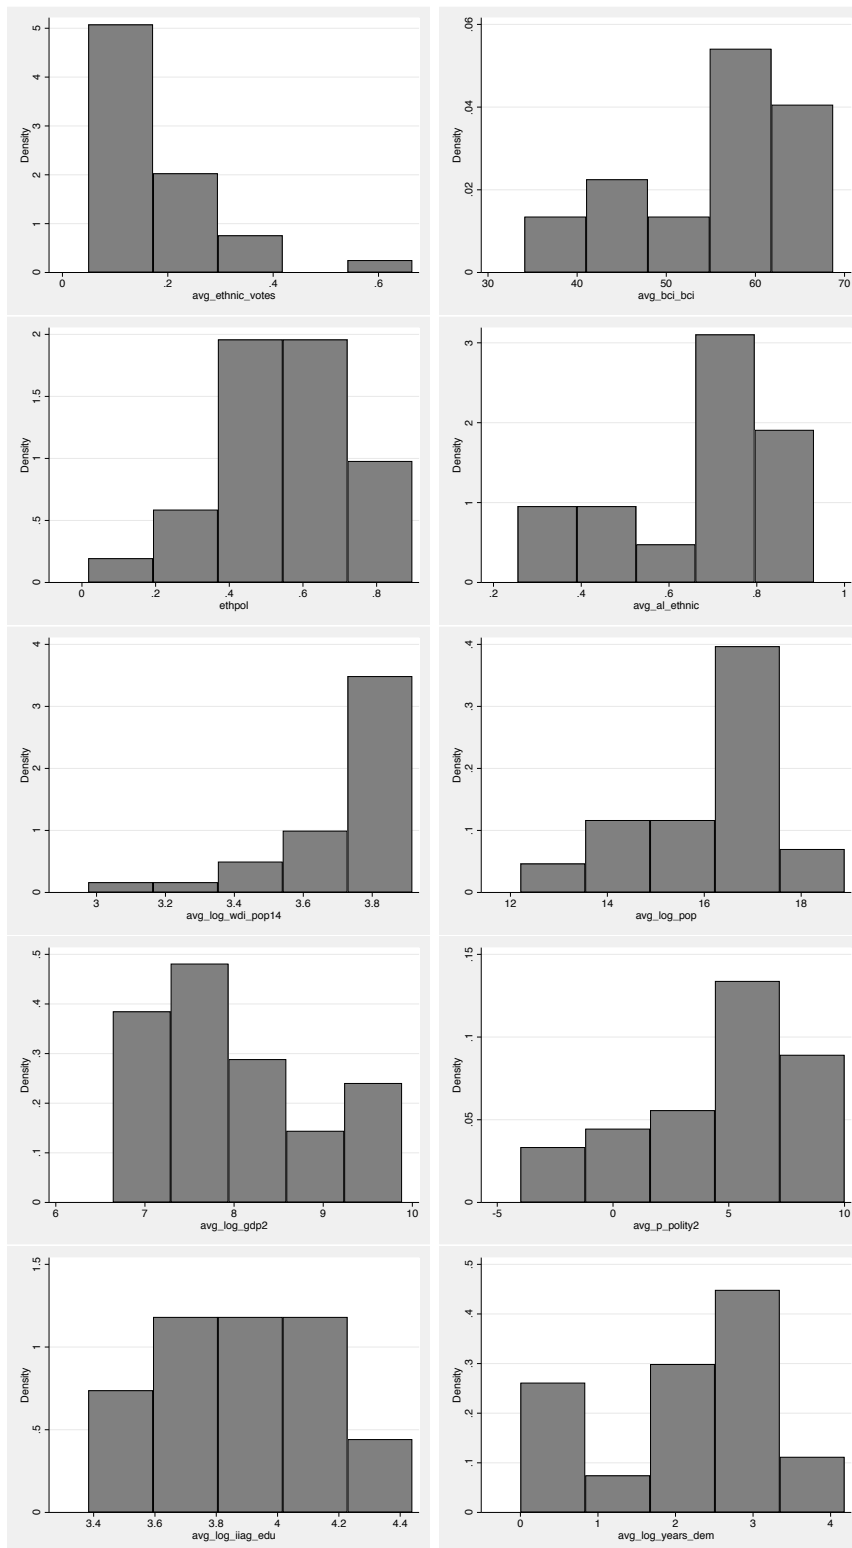 Density
0 1 2 3 4 5
0 .2 .4 .6
avg_ethnic_votes
Density
0 .02 .04 .06
30 40 50 60 70
avg_bci_bci
Density
0 .5 1 1.5 2
0 .2 .4 .6 .8
ethpol
Density
0 1 2 3
.2 .4 .6 .8 1
avg_al_ethnic
Density
0 1 2 3 4
3 3.2 3.4 3.6 3.8
avg_log_wdi_pop14
Density
0 .1 .2 .3 .4
12 14 16 18
avg_log_pop
Density
0 .1 .2 .3 .4 .5
6 7 8 9 10
avg_log_gdp2
Density
0 .05 .1 .15
-5 0 5 10
avg_p_polity2
Density
0 .5 1 1.5
3.4 3.6 3.8 4 4.2 4.4
avg_log_iiag_edu
Density
0 .1 .2 .3 .4 .5
0 1 2 3 4
avg_log_years_dem